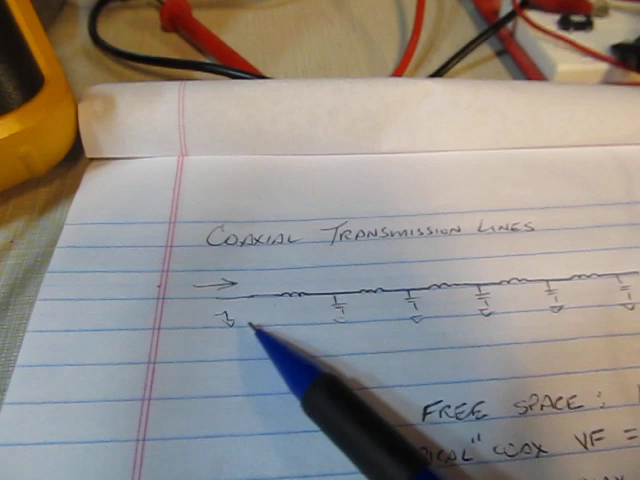 COAXIAL TRANSMISSION LINES
FREE SPACE:
COAX VF =